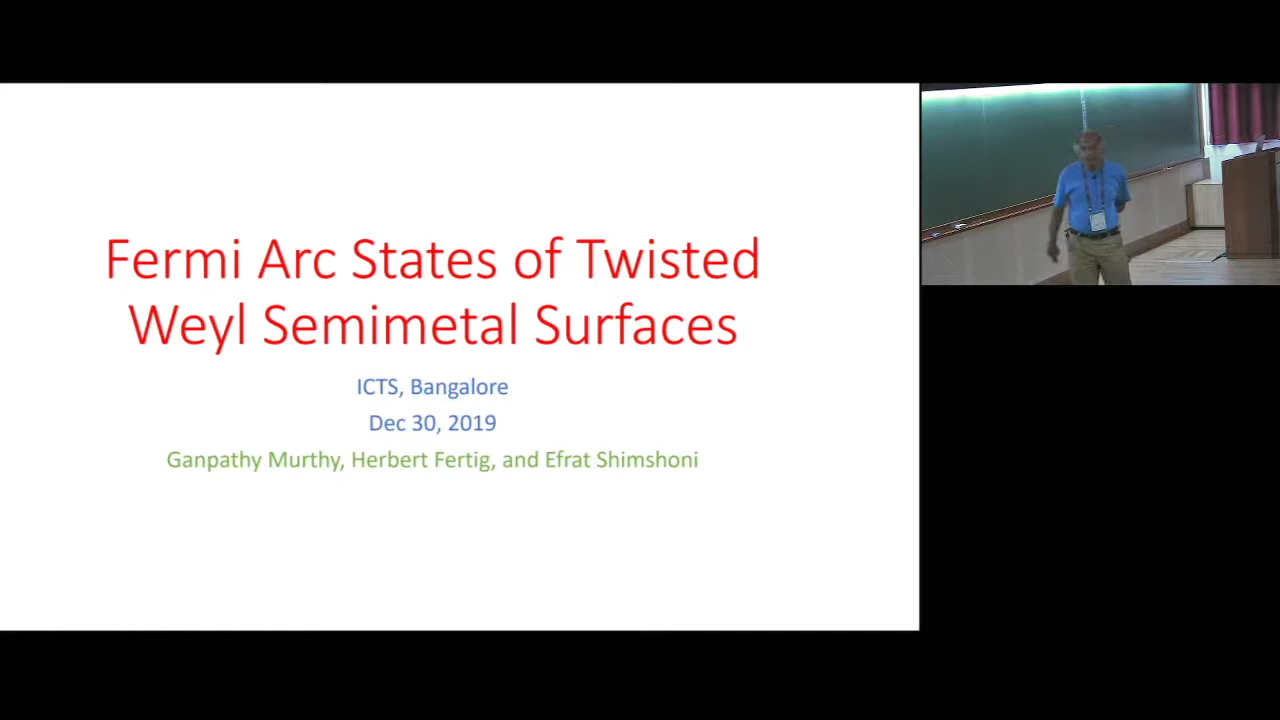 Fermi Arc States of Twisted
Weyl Semimetal Surfaces
ICTS, Bangalore
Dec 30, 2019
Ganpathy Murthy, Herbert Fertig, and Efrat Shimshoni